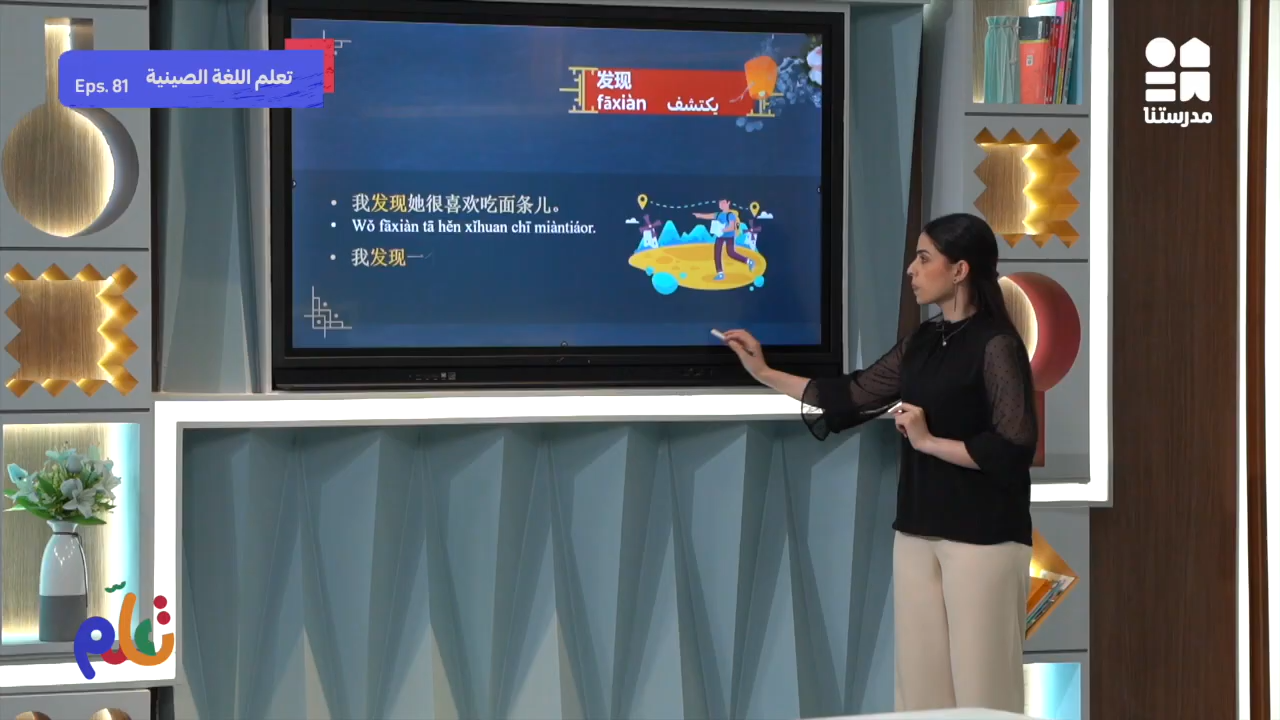 تعلم اللغة الصينية
Eps. 81
مدرستنا
发现
fāxiàn يكتشف
• 我发现她很喜欢吃面条儿。
• Wǒ fāxiàn tā hěn xǐhuan chī miàntiáor.
• 我发现一
تعلّم